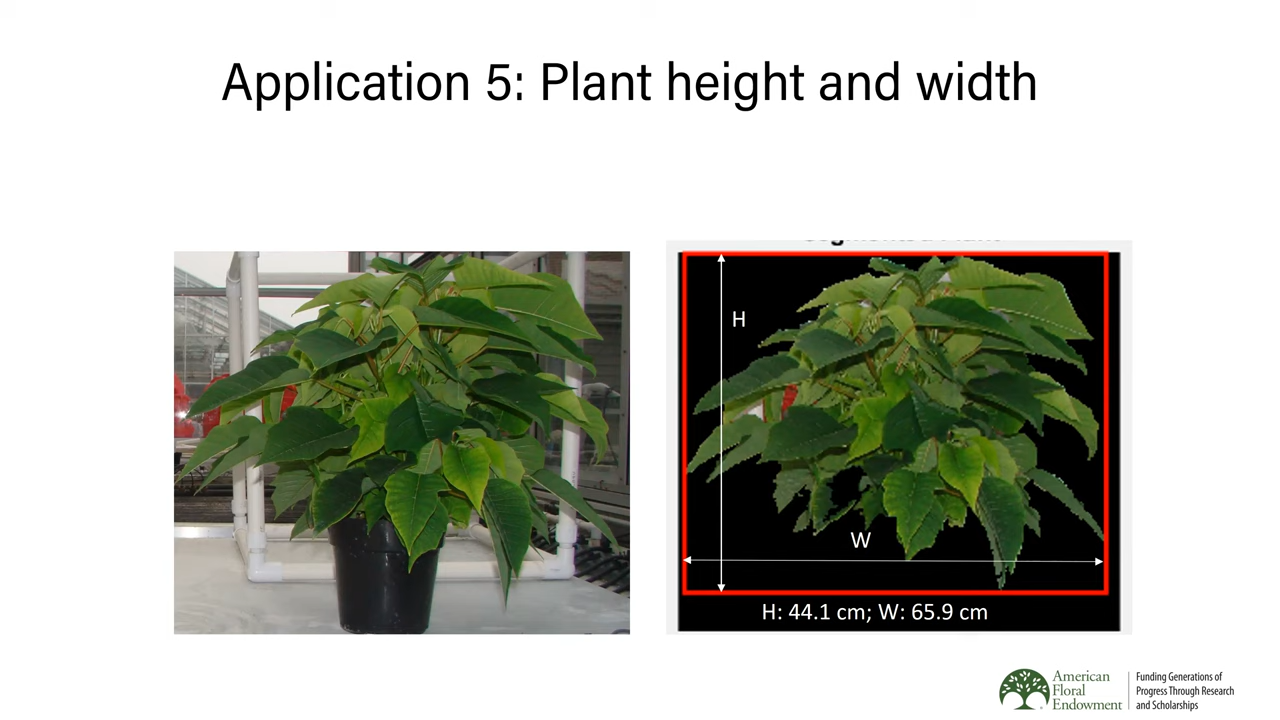 Application 5: Plant height and width
H
W
H: 44.1 cm; W: 65.9 cm
American
Floral
Endowment
Funding Generations of
Progress Through Research
and Scholarships